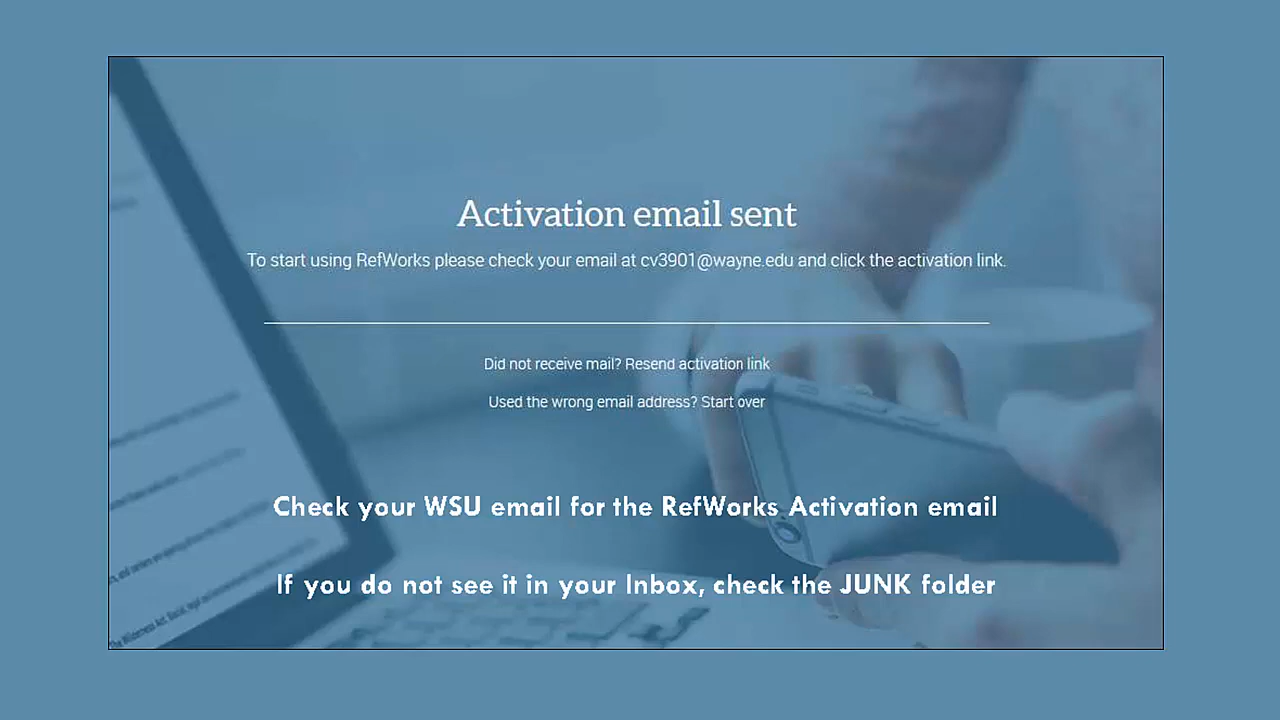 Activation email sent
To start using RefWorks please check your email at cv3901@wayne.edu and click the activation link.
Did not receive mail? Resend activation link
Used the wrong email address? Start over
Check your WSU email for the RefWorks Activation email
If you do not see it in your Inbox, check the JUNK folder